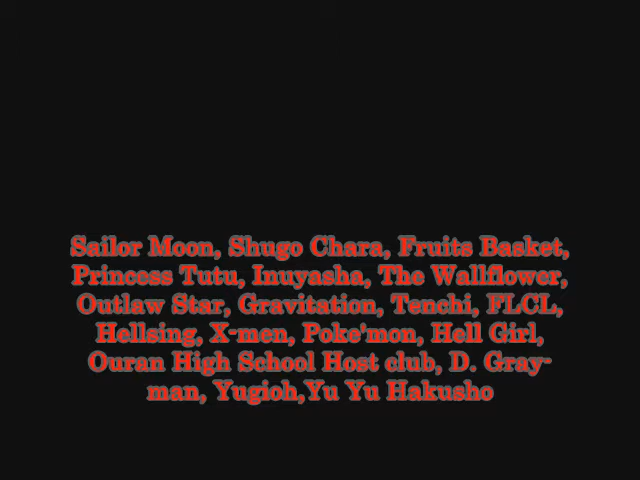 Sailor Moon, Shugo Chara, Fruits Basket,
Princess Tutu, Inuyasha, The Wallflower,
Outlaw Star, Gravitation, Tenchi, FLCL,
Hellsing, X-men, Poke'mon, Hell Girl,
Ouran High School Host club, D. Gray-
man, Yugioh,Yu Yu Hakusho